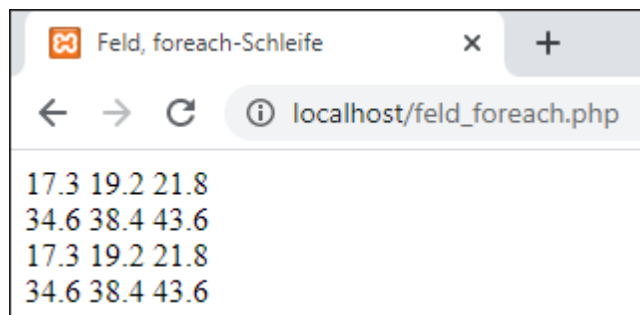 Feld, foreach-Schleife
localhost/feld_foreach.php
17.3 19.2 21.8
34.6 38.4 43.6
17.3 19.2 21.8
34.6 38.4 43.6